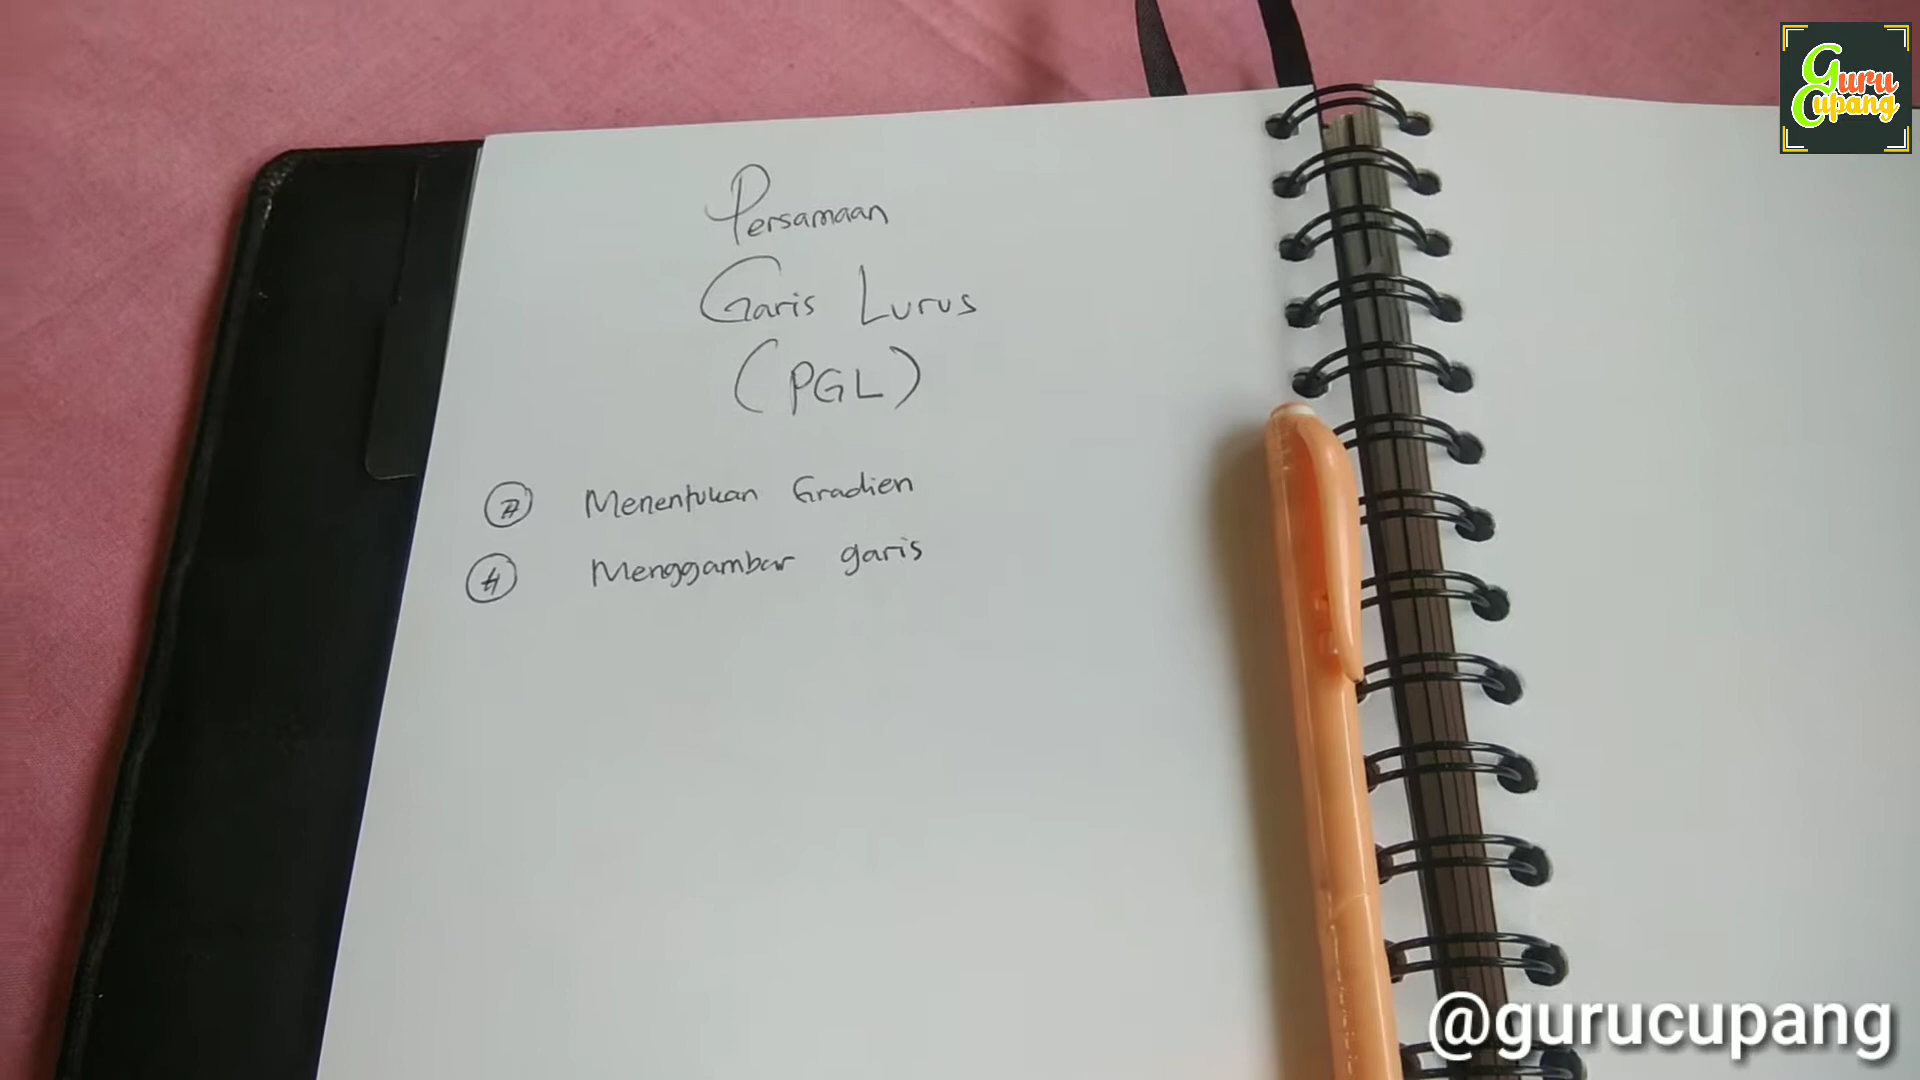 Guru
Cupang
Persamaan
Garis Lurus
(PGL)
# Menentukan Gradien
# Menggambar garis
@gurucupang